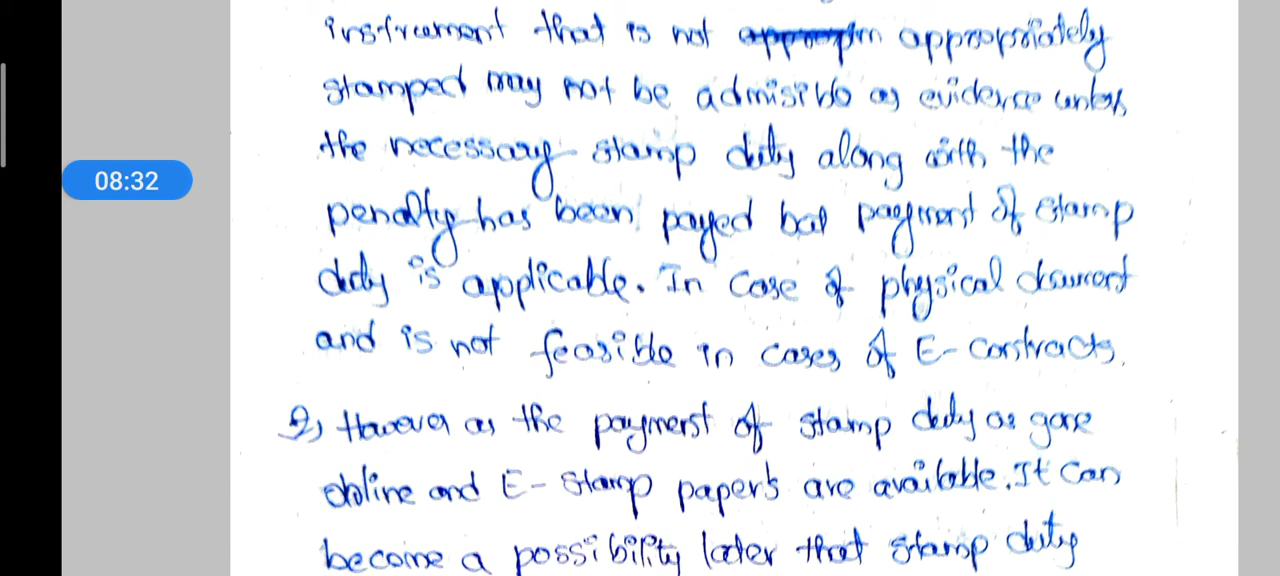 instrument that is not appropriately
stamped may not be admisible as evidence unless
the necessary stamp duty along with the
penalty has been payed but payment of stamp
duty is applicable. In case of physical document
and is not feasible in cases of E-contracts.
08:32
2) However as the payment of stamp duty as gone
online and E-stamp papers are available. It can
become a possibility later that stamp duty